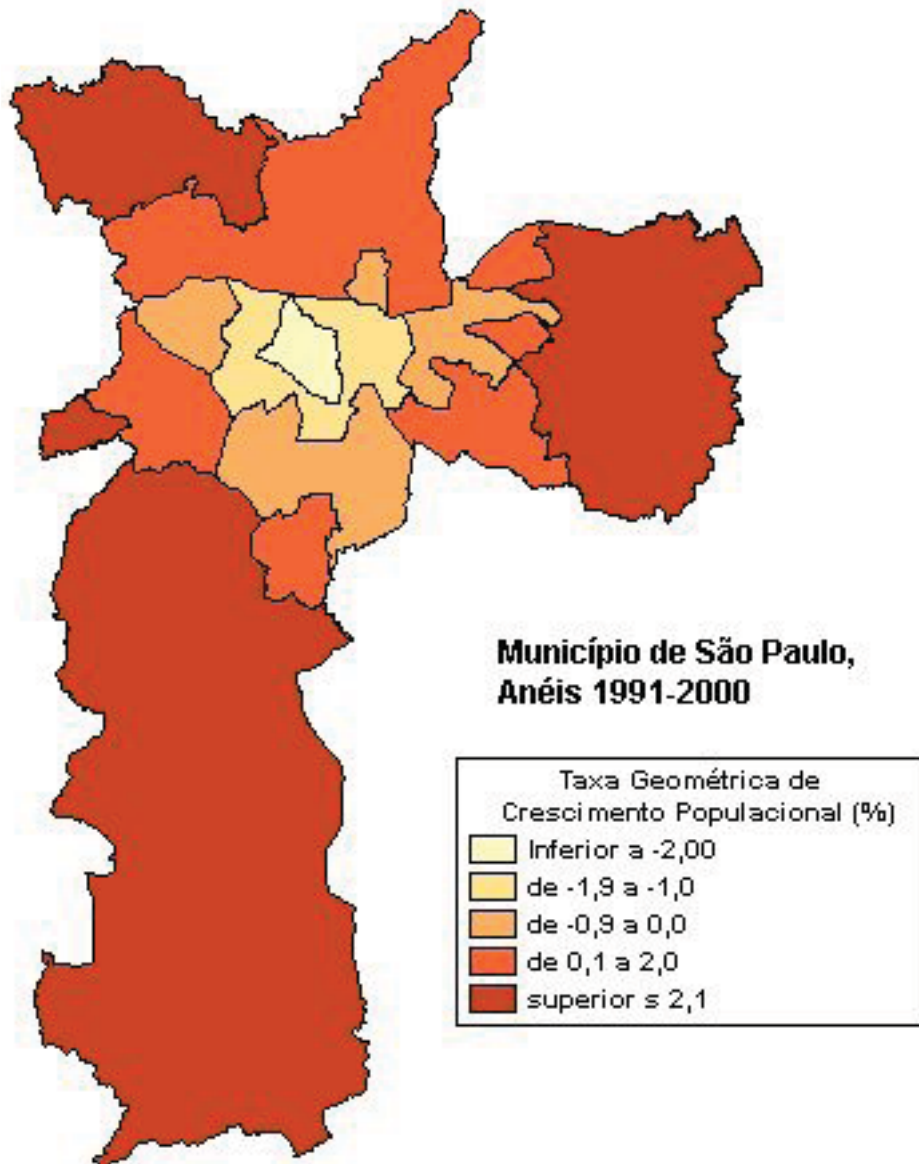 Município de São Paulo,
Anéis 1991-2000
Taxa Geométrica de
Crescimento Populacional (%)
Inferior a -2,00
de -1,9 a -1,0
de -0,9 a 0,0
de 0,1 a 2,0
superior s 2,1